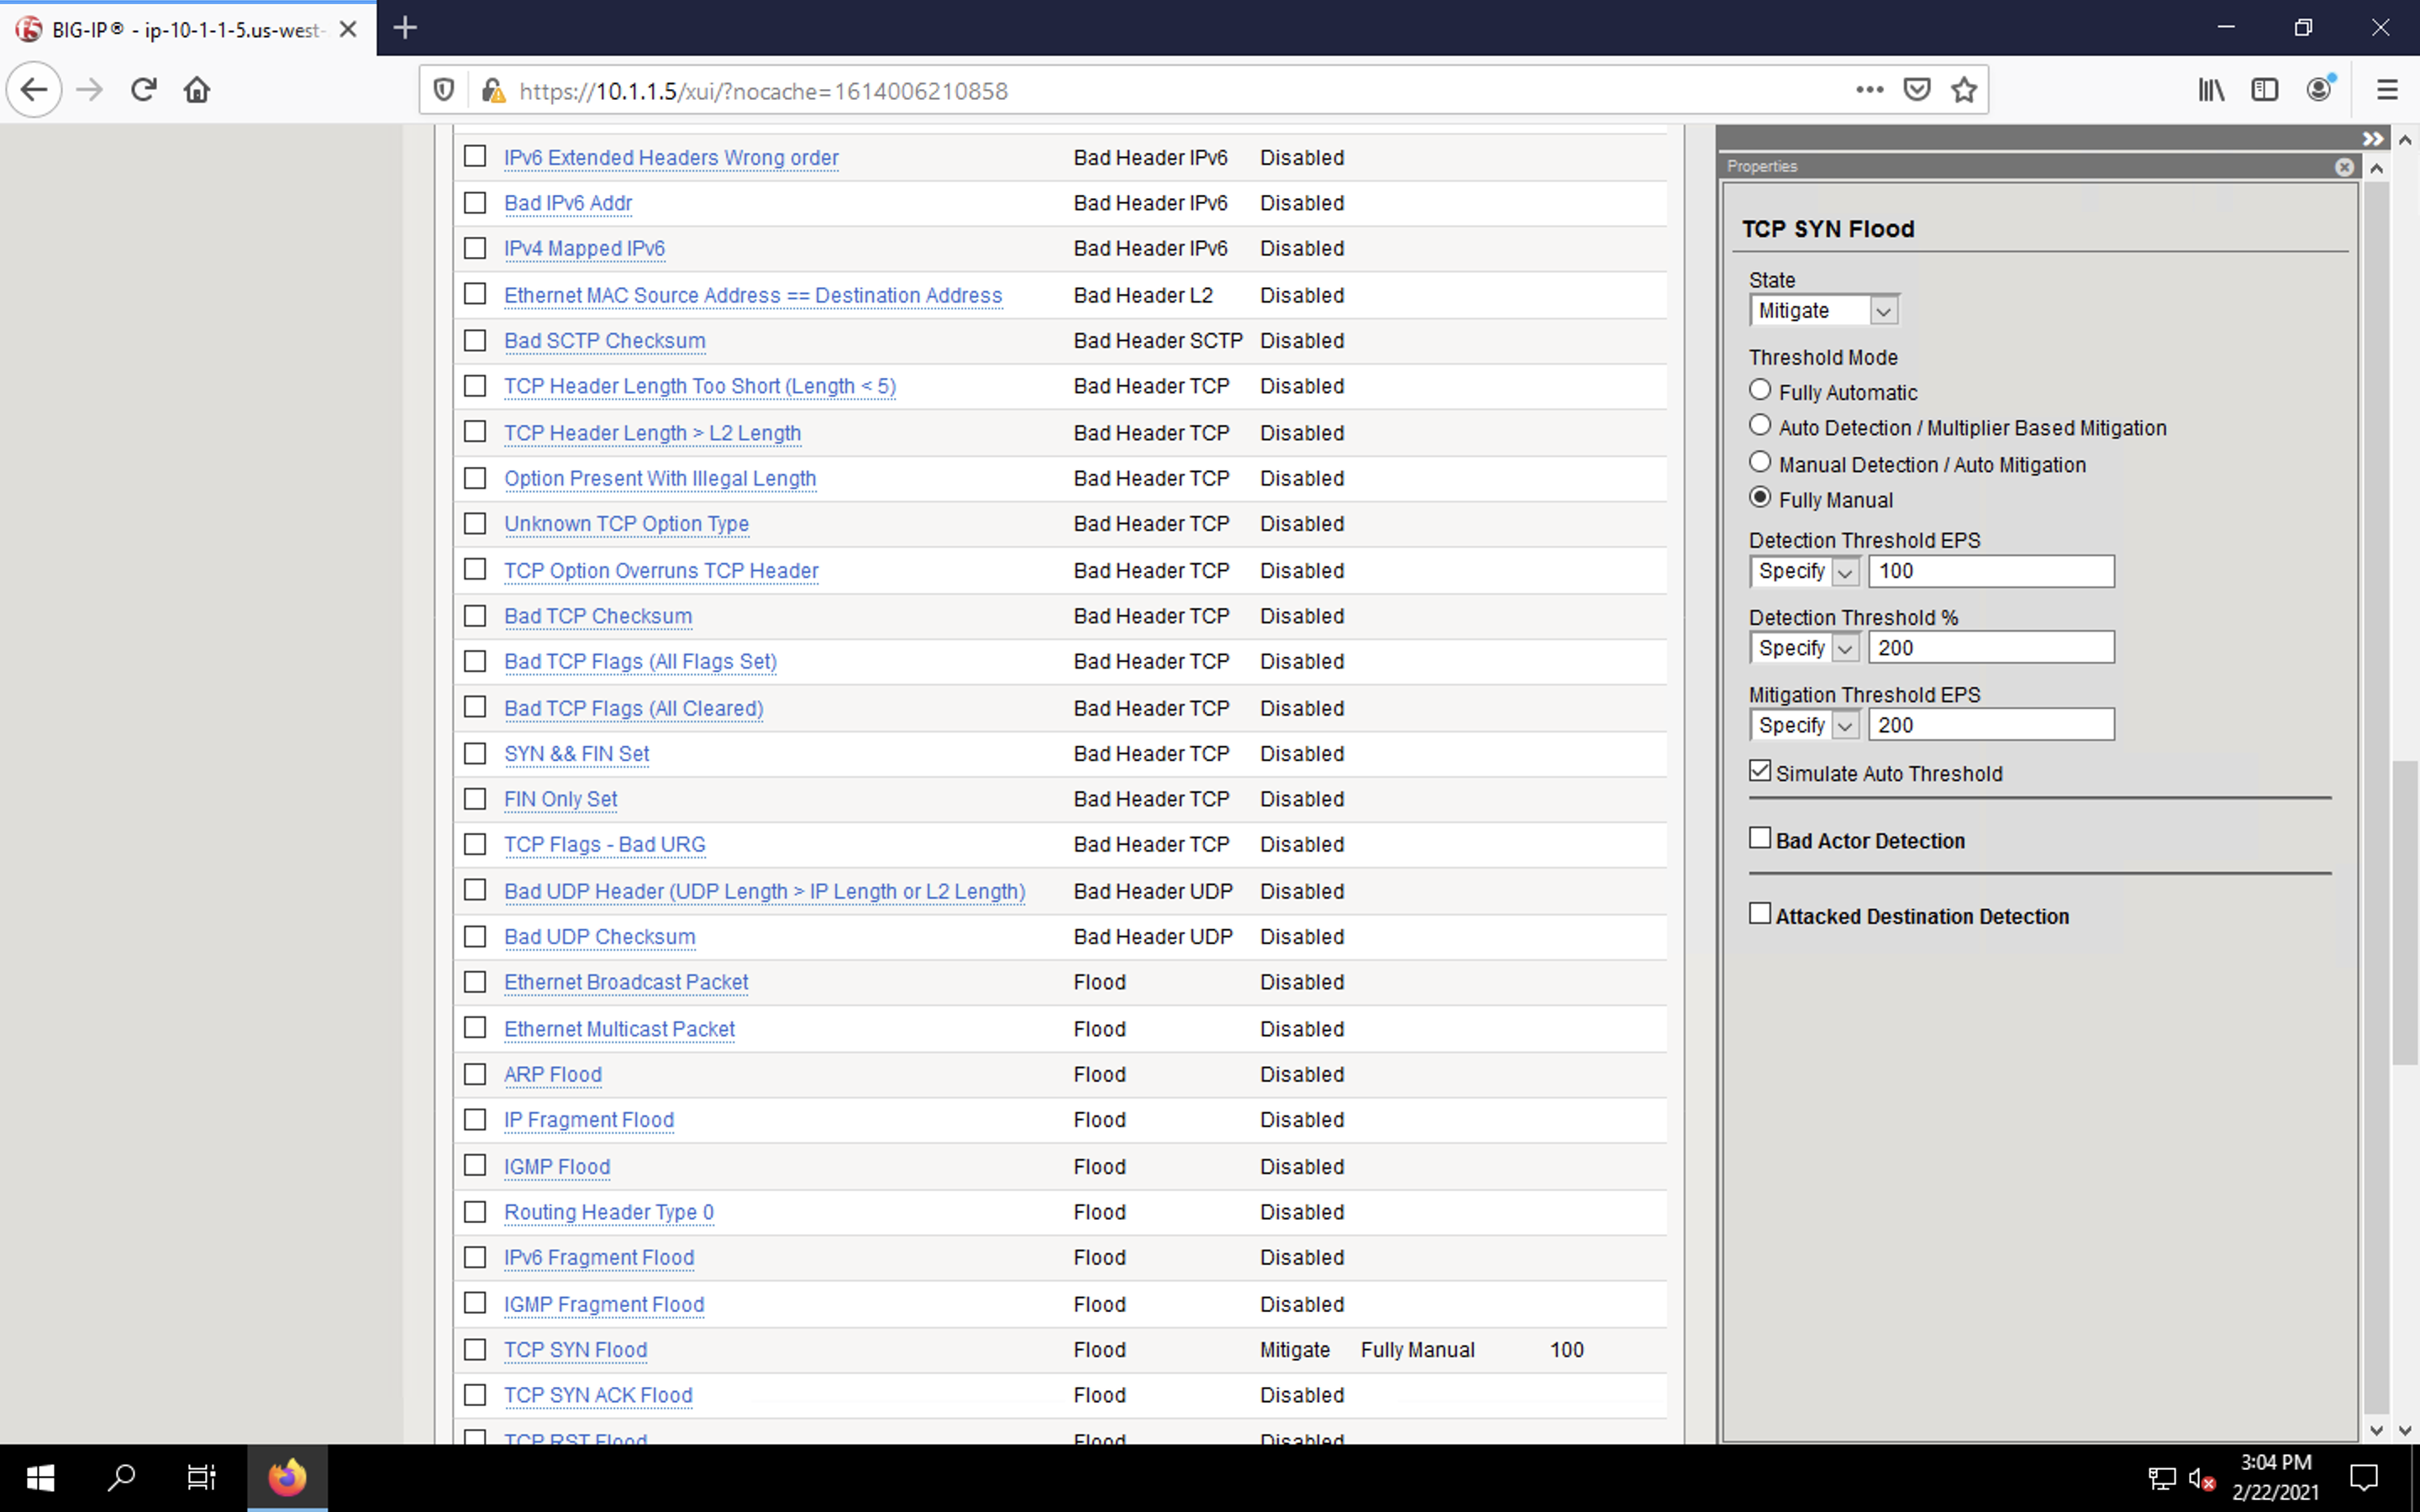 BIG-IP® - ip-10-1-1-5.us-west-
https://10.1.1.5/xui/?nocache=1614006210858
IPv6 Extended Headers Wrong order Bad Header IPv6 Disabled
Bad IPv6 Addr Bad Header IPv6 Disabled
IPv4 Mapped IPv6 Bad Header IPv6 Disabled
Ethernet MAC Source Address == Destination Address Bad Header L2 Disabled
Bad SCTP Checksum Bad Header SCTP Disabled
TCP Header Length Too Short (Length < 5) Bad Header TCP Disabled
TCP Header Length > L2 Length Bad Header TCP Disabled
Option Present With Illegal Length Bad Header TCP Disabled
Unknown TCP Option Type Bad Header TCP Disabled
TCP Option Overruns TCP Header Bad Header TCP Disabled
Bad TCP Checksum Bad Header TCP Disabled
Bad TCP Flags (All Flags Set) Bad Header TCP Disabled
Bad TCP Flags (All Cleared) Bad Header TCP Disabled
SYN && FIN Set Bad Header TCP Disabled
FIN Only Set Bad Header TCP Disabled
TCP Flags - Bad URG Bad Header TCP Disabled
Bad UDP Header (UDP Length > IP Length or L2 Length) Bad Header UDP Disabled
Bad UDP Checksum Bad Header UDP Disabled
Ethernet Broadcast Packet Flood Disabled
Ethernet Multicast Packet Flood Disabled
ARP Flood Flood Disabled
IP Fragment Flood Flood Disabled
IGMP Flood Flood Disabled
Routing Header Type 0 Flood Disabled
IPv6 Fragment Flood Flood Disabled
IGMP Fragment Flood Flood Disabled
TCP SYN Flood Flood Mitigate Fully Manual 100
TCP SYN ACK Flood Flood Disabled
TCP RST Flood Flood Disabled
Properties
TCP SYN Flood
State
Mitigate
Threshold Mode
Fully Automatic
Auto Detection / Multiplier Based Mitigation
Manual Detection / Auto Mitigation
Fully Manual
Detection Threshold EPS
Specify 100
Detection Threshold %
Specify 200
Mitigation Threshold EPS
Specify 200
Simulate Auto Threshold
Bad Actor Detection
Attacked Destination Detection
3:04 PM
2/22/2021